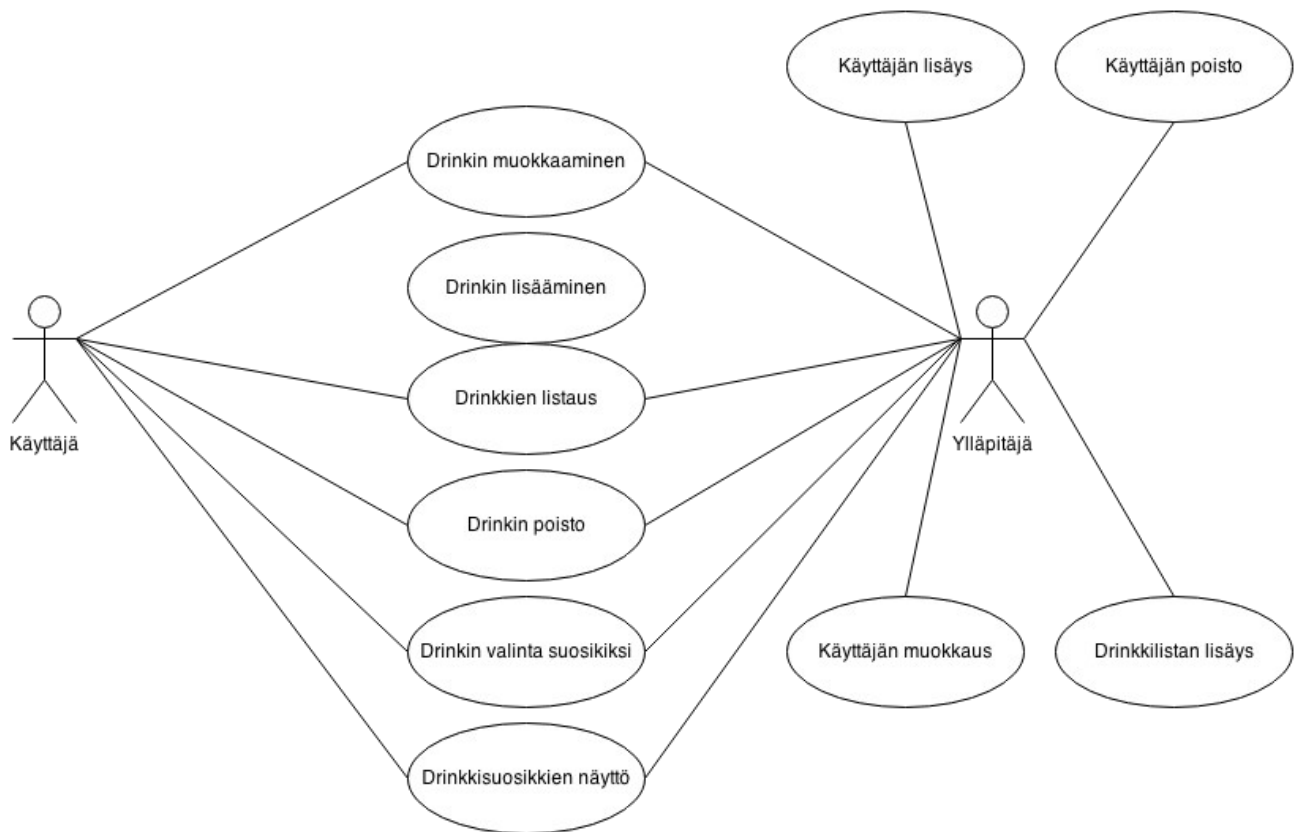 Käyttäjän lisäys
Käyttäjän poisto
Drinkin muokkaaminen
Drinkin lisääminen
Drinkkien listaus
Käyttäjä
Ylläpitäjä
Drinkin poisto
Drinkin valinta suosikiksi
Käyttäjän muokkaus
Drinkkilistan lisäys
Drinkkisuosikkien näyttö